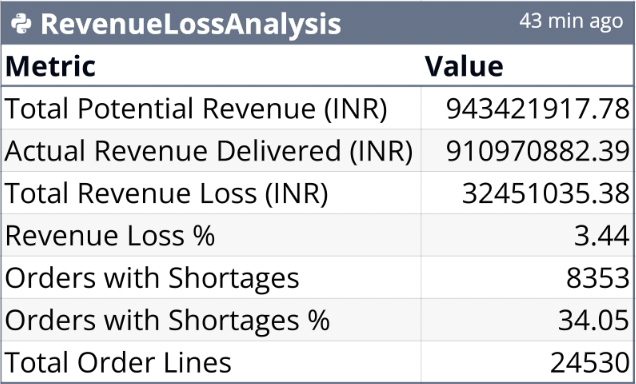 RevenueLossAnalysis 43 min ago
Metric Value
Total Potential Revenue (INR) 943421917.78
Actual Revenue Delivered (INR) 910970882.39
Total Revenue Loss (INR) 32451035.38
Revenue Loss % 3.44
Orders with Shortages 8353
Orders with Shortages % 34.05
Total Order Lines 24530